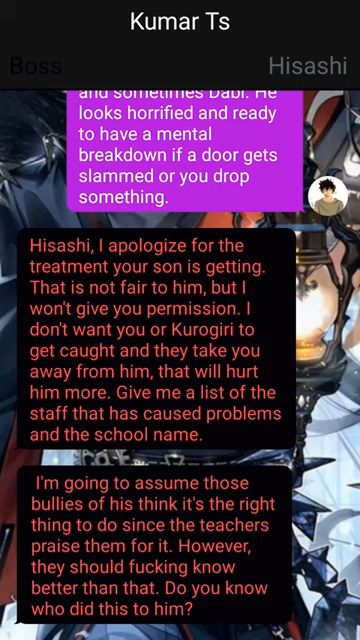 Kumar Ts
Boss
Hisashi
and sometimes Dabi. He
looks horrified and ready
to have a mental
breakdown if a door gets
slammed or you drop
something.
Hisashi, I apologize for the
treatment your son is getting.
That is not fair to him, but I
won't give you permission. I
don't want you or Kurogiri to
get caught and they take you
away from him, that will hurt
him more. Give me a list of the
staff that has caused problems
and the school name.
I'm going to assume those
bullies of his think it's the right
thing to do since the teachers
praise them for it. However,
they should fucking know
better than that. Do you know
who did this to him?